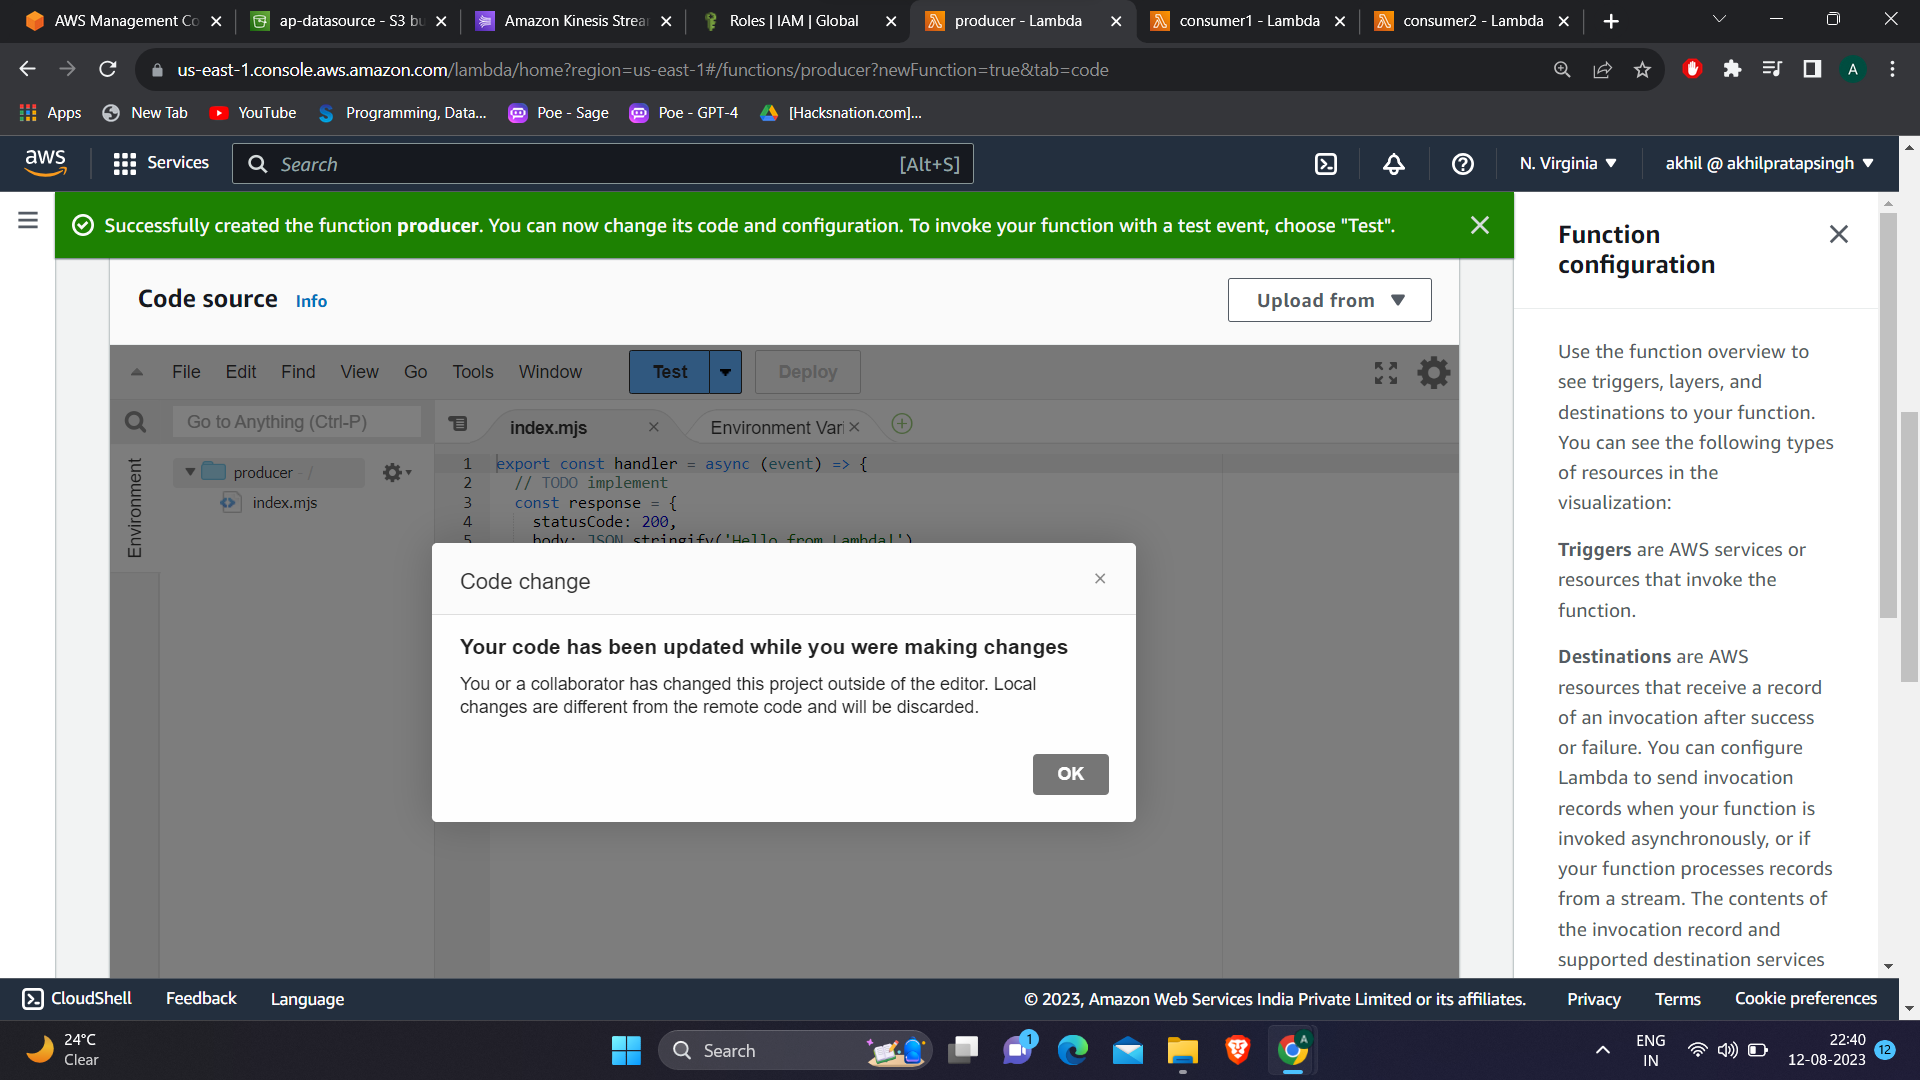 AWS Management Co
ap-datasource - S3 bu
Amazon Kinesis Strea
Roles | IAM | Global
producer - Lambda
consumer1 - Lambda
consumer2 - Lambda
us-east-1.console.aws.amazon.com/lambda/home?region=us-east-1#/functions/producer?newFunction=true&tab=code
A
Apps
New Tab
YouTube
Programming, Data...
Poe - Sage
Poe - GPT-4
[Hacksnation.com]...
aws
Services
Search
[Alt+S]
N. Virginia
akhil @ akhilpratapsingh
Successfully created the function producer. You can now change its code and configuration. To invoke your function with a test event, choose "Test".
Code source Info
Upload from
File Edit Find View Go Tools Window
Test
Deploy
Go to Anything (Ctrl-P)
index.mjs
Environment Vari
Environment
producer - /
index.mjs
1 export const handler = async (event) => {
2 // TODO implement
3 const response = {
4 statusCode: 200,
5 body: JSON.stringify('Hello from Lambda!'),
Code change
Your code has been updated while you were making changes
You or a collaborator has changed this project outside of the editor. Local
changes are different from the remote code and will be discarded.
OK
Function
configuration
Use the function overview to
see triggers, layers, and
destinations to your function.
You can see the following types
of resources in the
visualization:
Triggers are AWS services or
resources that invoke the
function.
Destinations are AWS
resources that receive a record
of an invocation after success
or failure. You can configure
Lambda to send invocation
records when your function is
invoked asynchronously, or if
your function processes records
from a stream. The contents of
the invocation record and
supported destination services
CloudShell
Feedback
Language
© 2023, Amazon Web Services India Private Limited or its affiliates.
Privacy
Terms
Cookie preferences
24°C
Clear
Search
1
A
ENG
IN
22:40
12-08-2023
12